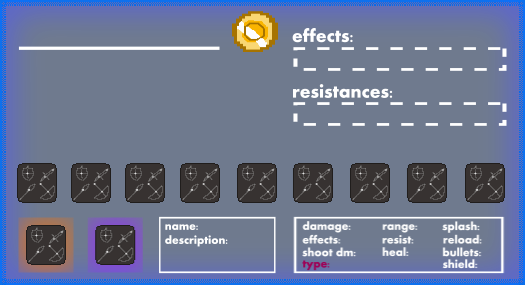 effects:
resistances:
name:
description:
damage: range: splash:
effects: resist: reload:
shoot dm: heal: bullets:
type: shield: